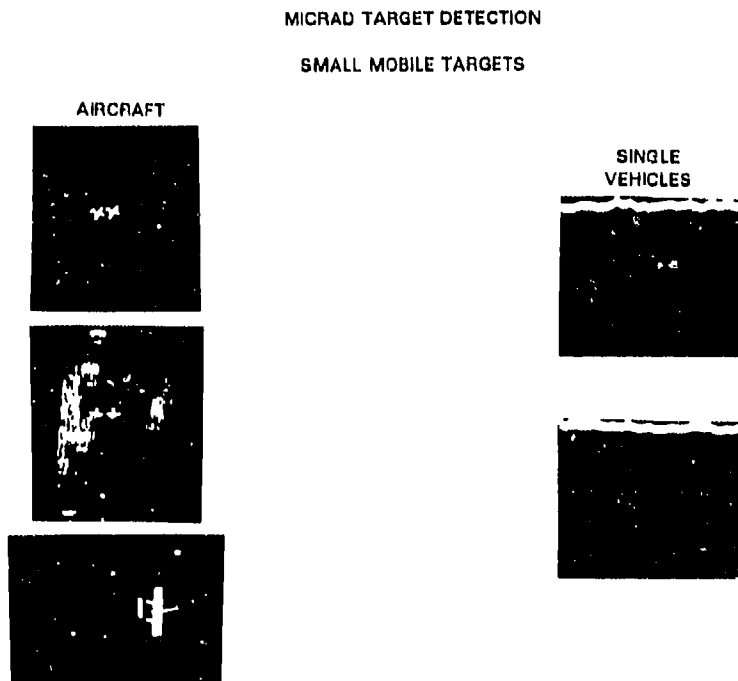 MICRAD TARGET DETECTION
SMALL MOBILE TARGETS
AIRCRAFT
SINGLE
VEHICLES